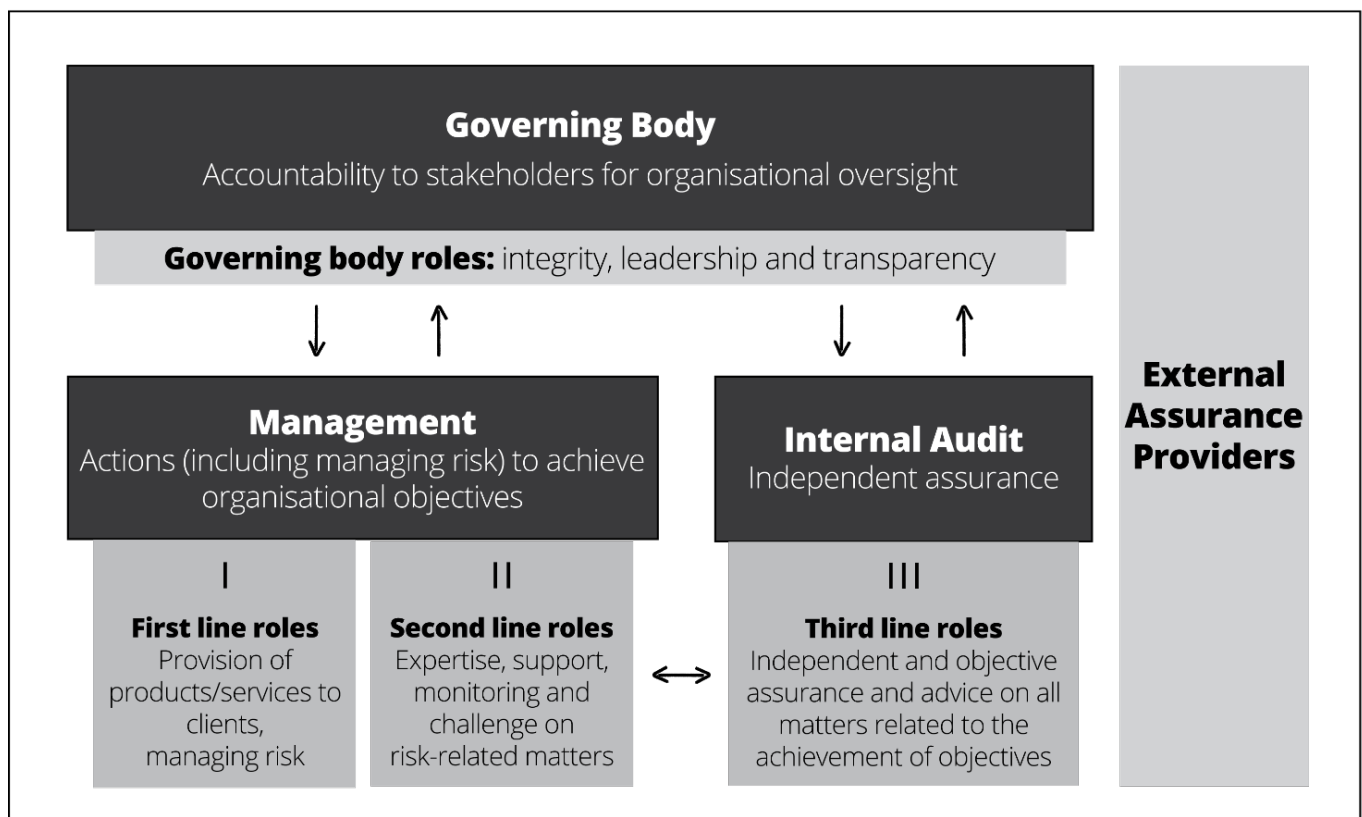 Governing Body
Accountability to stakeholders for organisational oversight
Governing body roles: integrity, leadership and transparency
Management
Actions (including managing risk) to achieve
organisational objectives
Internal Audit
Independent assurance
External
Assurance
Providers
I
First line roles
Provision of
products/services to
clients,
managing risk
II
Second line roles
Expertise, support,
monitoring and
challenge on
risk-related matters
III
Third line roles
Independent and objective
assurance and advice on all
matters related to the
achievement of objectives